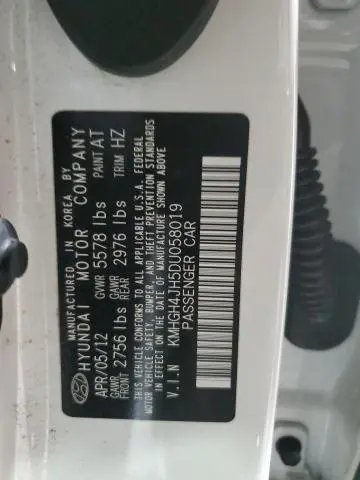 MANUFACTURED IN KOREA BY
HYUNDAI MOTOR COMPANY
APR/05/12 GVWR 5578 lbs PAINT AT
GAWR FRONT 2756 lbs GAWR REAR 2976 lbs TRIM HZ
THIS VEHICLE CONFORMS TO ALL APPLICABLE U.S.A. FEDERAL
MOTOR VEHICLE SAFETY, BUMPER, AND THEFT PREVENTION STANDARDS
IN EFFECT ON THE DATE OF MANUFACTURE SHOWN ABOVE
V.I.N KMHGH4JH5DU058019
PASSENGER CAR